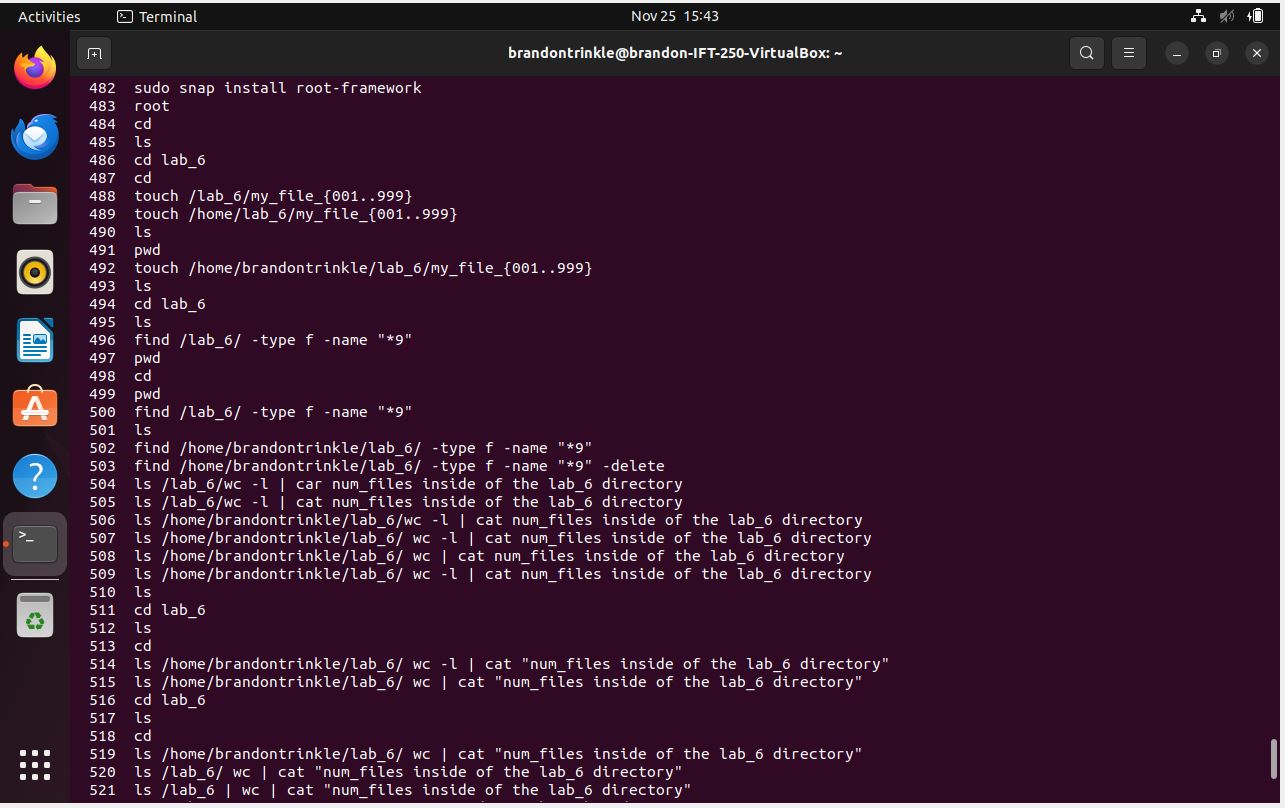 Activities
Terminal
Nov 25 15:43
brandontrinkle@brandon-IFT-250-VirtualBox: ~
482 sudo snap install root-framework
483 root
484 cd
485 ls
486 cd lab_6
487 cd
488 touch /lab_6/my_file_{001..999}
489 touch /home/lab_6/my_file_{001..999}
490 ls
491 pwd
492 touch /home/brandontrinkle/lab_6/my_file_{001..999}
493 ls
494 cd lab_6
495 ls
496 find /lab_6/ -type f -name "*9"
497 pwd
498 cd
499 pwd
500 find /lab_6/ -type f -name "*9"
501 ls
502 find /home/brandontrinkle/lab_6/ -type f -name "*9"
503 find /home/brandontrinkle/lab_6/ -type f -name "*9" -delete
504 ls /lab_6/wc -l | car num_files inside of the lab_6 directory
505 ls /lab_6/wc -l | cat num_files inside of the lab_6 directory
506 ls /home/brandontrinkle/lab_6/wc -l | cat num_files inside of the lab_6 directory
507 ls /home/brandontrinkle/lab_6/ wc -l | cat num_files inside of the lab_6 directory
508 ls /home/brandontrinkle/lab_6/ wc | cat num_files inside of the lab_6 directory
509 ls /home/brandontrinkle/lab_6/ wc -l | cat num_files inside of the lab_6 directory
510 ls
511 cd lab_6
512 ls
513 cd
514 ls /home/brandontrinkle/lab_6/ wc -l | cat "num_files inside of the lab_6 directory"
515 ls /home/brandontrinkle/lab_6/ wc | cat "num_files inside of the lab_6 directory"
516 cd lab_6
517 ls
518 cd
519 ls /home/brandontrinkle/lab_6/ wc | cat "num_files inside of the lab_6 directory"
520 ls /lab_6/ wc | cat "num_files inside of the lab_6 directory"
521 ls /lab_6 | wc | cat "num_files inside of the lab_6 directory"